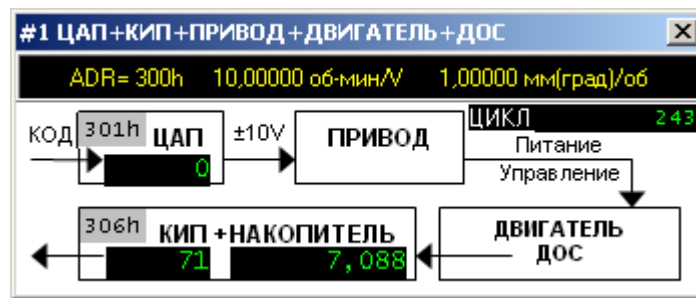 #1 ЦАП+КИП+ПРИВОД+ДВИГАТЕЛЬ+ДОС
ADR= 300h 10,00000 об-мин/V 1,00000 мм(град)/об
КОД 301h ЦАП ±10V ПРИВОД ЦИКЛ 243
0
Питание
Управление
306h КИП +НАКОПИТЕЛЬ ДВИГАТЕЛЬ
71 7,088 ДОС